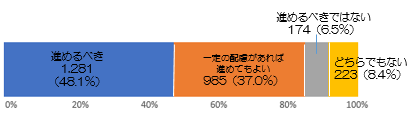 進めるべきではない
174（6.5%）
進めるべき
1,281
（48.1%）
一定の配慮があれば
進めてもよい
985（37.0%）
どちらでもない
223（8.4%）
0% 20% 40% 60% 80% 100%